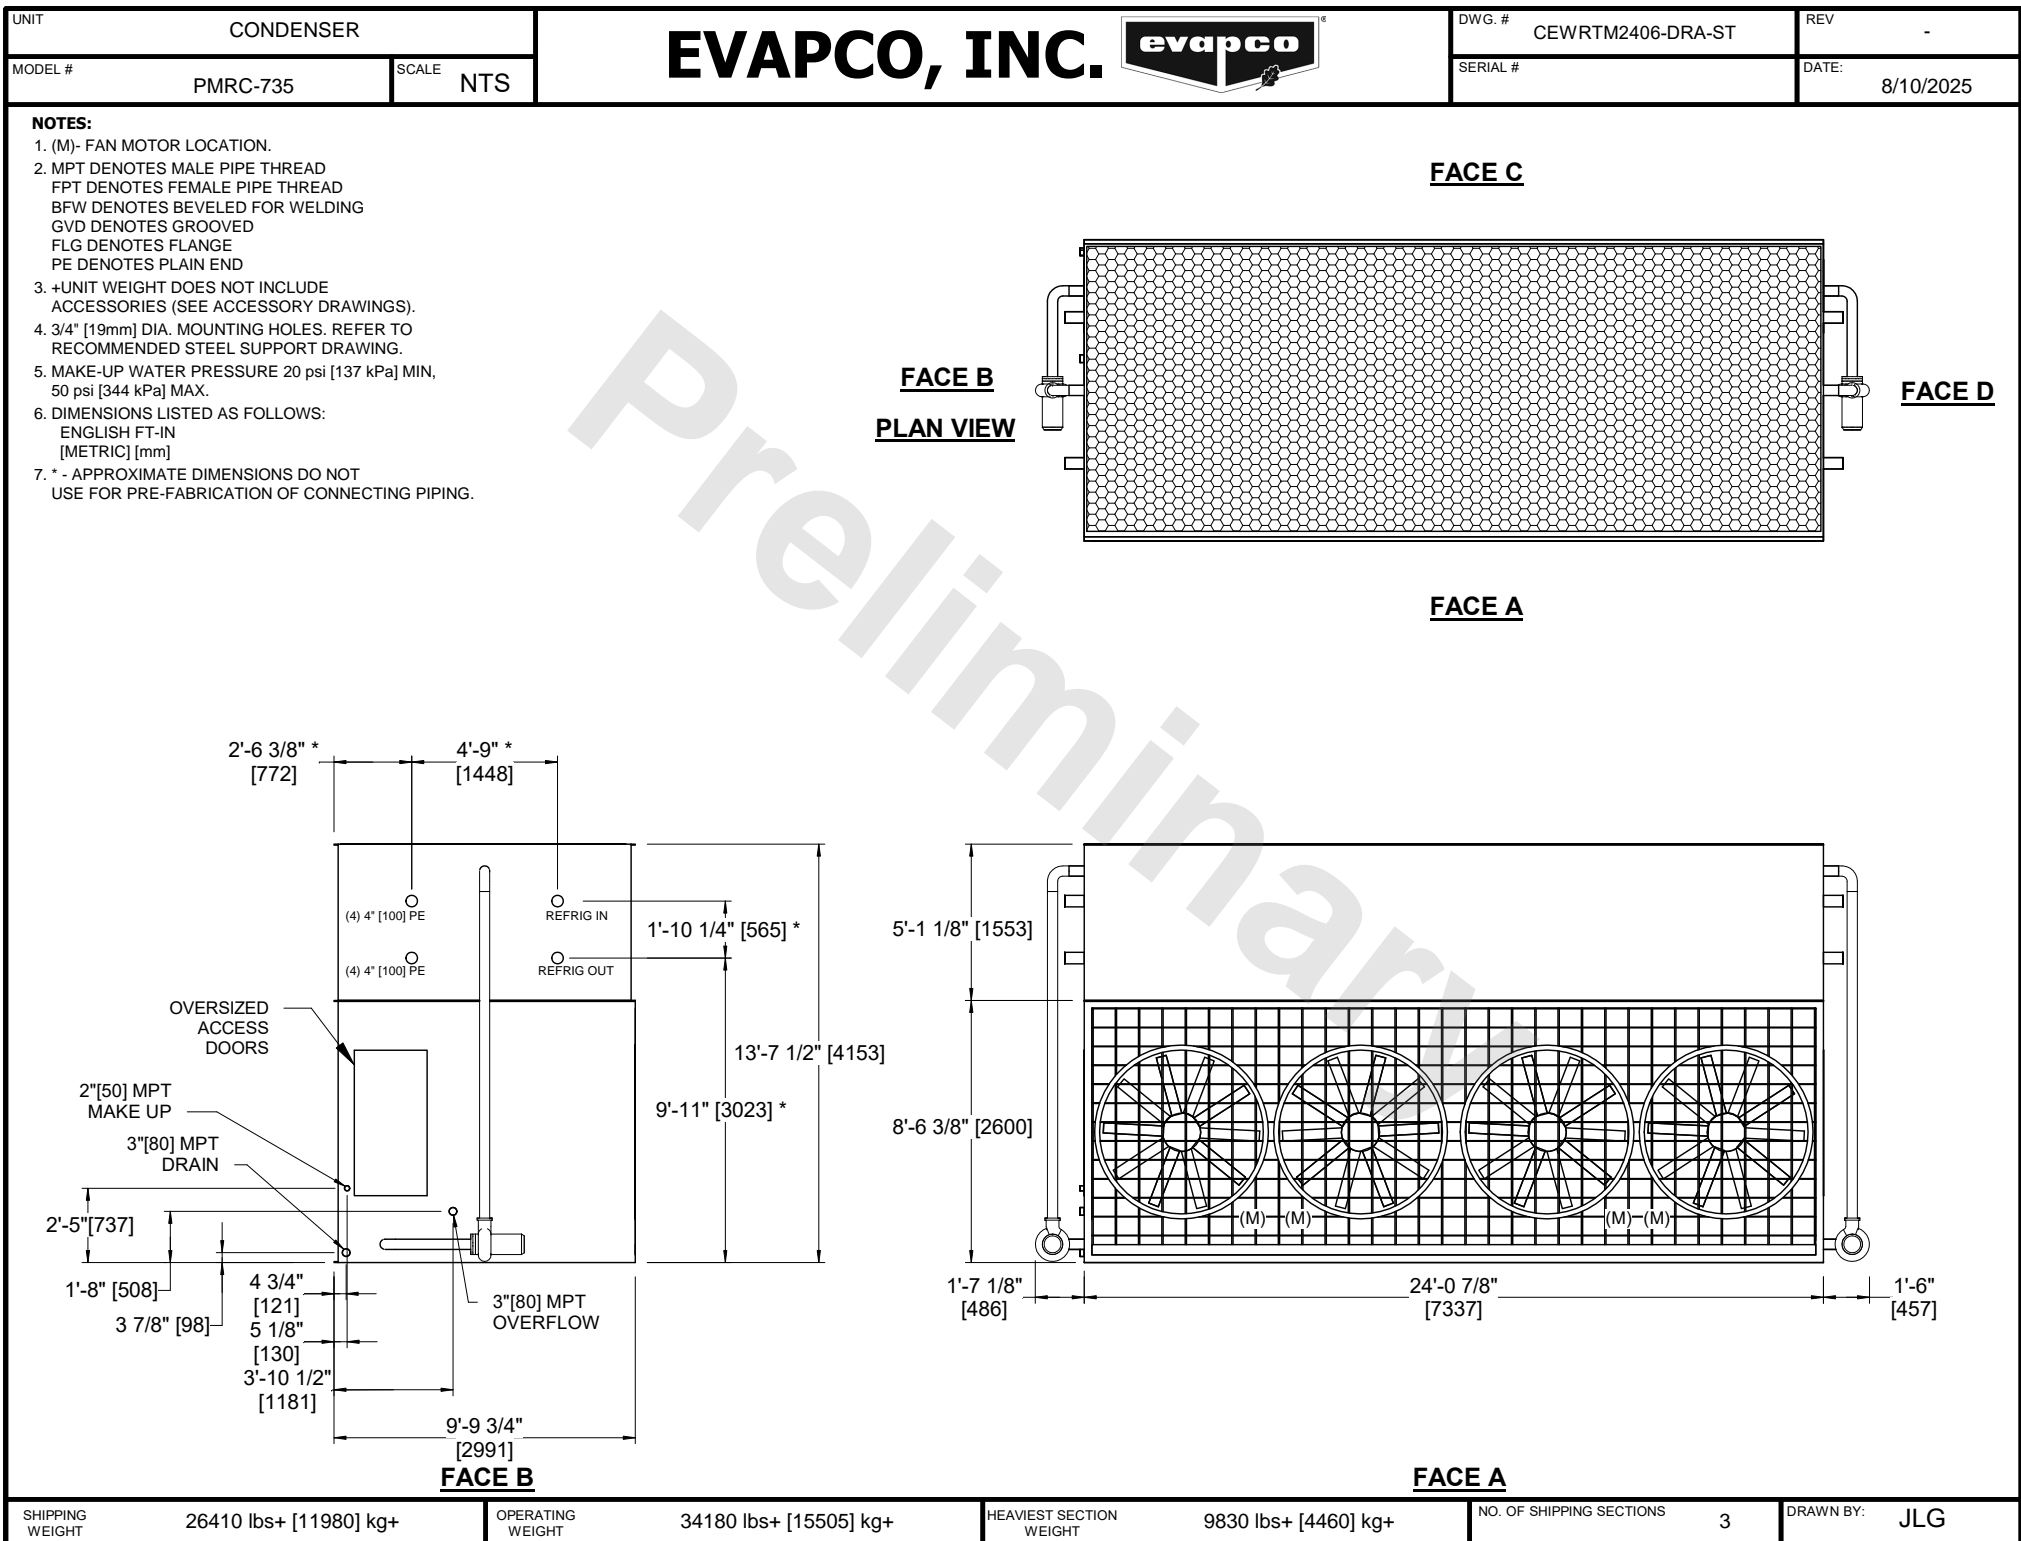 UNIT
CONDENSER
MODEL #
PMRC-735
SCALE
NTS
EVAPCO, INC.
evapco
®
DWG. #
CEWRTM2406-DRA-ST
REV
-
SERIAL #
DATE:
8/10/2025
NOTES:
1. (M)- FAN MOTOR LOCATION.
2. MPT DENOTES MALE PIPE THREAD
FPT DENOTES FEMALE PIPE THREAD
BFW DENOTES BEVELED FOR WELDING
GVD DENOTES GROOVED
FLG DENOTES FLANGE
PE DENOTES PLAIN END
3. +UNIT WEIGHT DOES NOT INCLUDE
ACCESSORIES (SEE ACCESSORY DRAWINGS).
4. 3/4" [19mm] DIA. MOUNTING HOLES. REFER TO
RECOMMENDED STEEL SUPPORT DRAWING.
5. MAKE-UP WATER PRESSURE 20 psi [137 kPa] MIN,
50 psi [344 kPa] MAX.
6. DIMENSIONS LISTED AS FOLLOWS:
ENGLISH FT-IN
[METRIC] [mm]
7. * - APPROXIMATE DIMENSIONS DO NOT
USE FOR PRE-FABRICATION OF CONNECTING PIPING.
Preliminary
FACE C
FACE B
PLAN VIEW
FACE D
FACE A
2'-6 3/8" *
[772]
4'-9" *
[1448]
(4) 4" [100] PE
REFRIG IN
(4) 4" [100] PE
REFRIG OUT
1'-10 1/4" [565] *
OVERSIZED
ACCESS
DOORS
13'-7 1/2" [4153]
2"[50] MPT
MAKE UP
9'-11" [3023] *
3"[80] MPT
DRAIN
2'-5"[737]
1'-8" [508]
3 7/8" [98]
4 3/4"
[121]
5 1/8"
[130]
3'-10 1/2"
[1181]
3"[80] MPT
OVERFLOW
9'-9 3/4"
[2991]
FACE B
5'-1 1/8" [1553]
8'-6 3/8" [2600]
(M)
(M)
(M)
(M)
1'-7 1/8"
[486]
24'-0 7/8"
[7337]
1'-6"
[457]
FACE A
SHIPPING
WEIGHT
26410 lbs+ [11980] kg+
OPERATING
WEIGHT
34180 lbs+ [15505] kg+
HEAVIEST SECTION
WEIGHT
9830 lbs+ [4460] kg+
NO. OF SHIPPING SECTIONS
3
DRAWN BY:
JLG